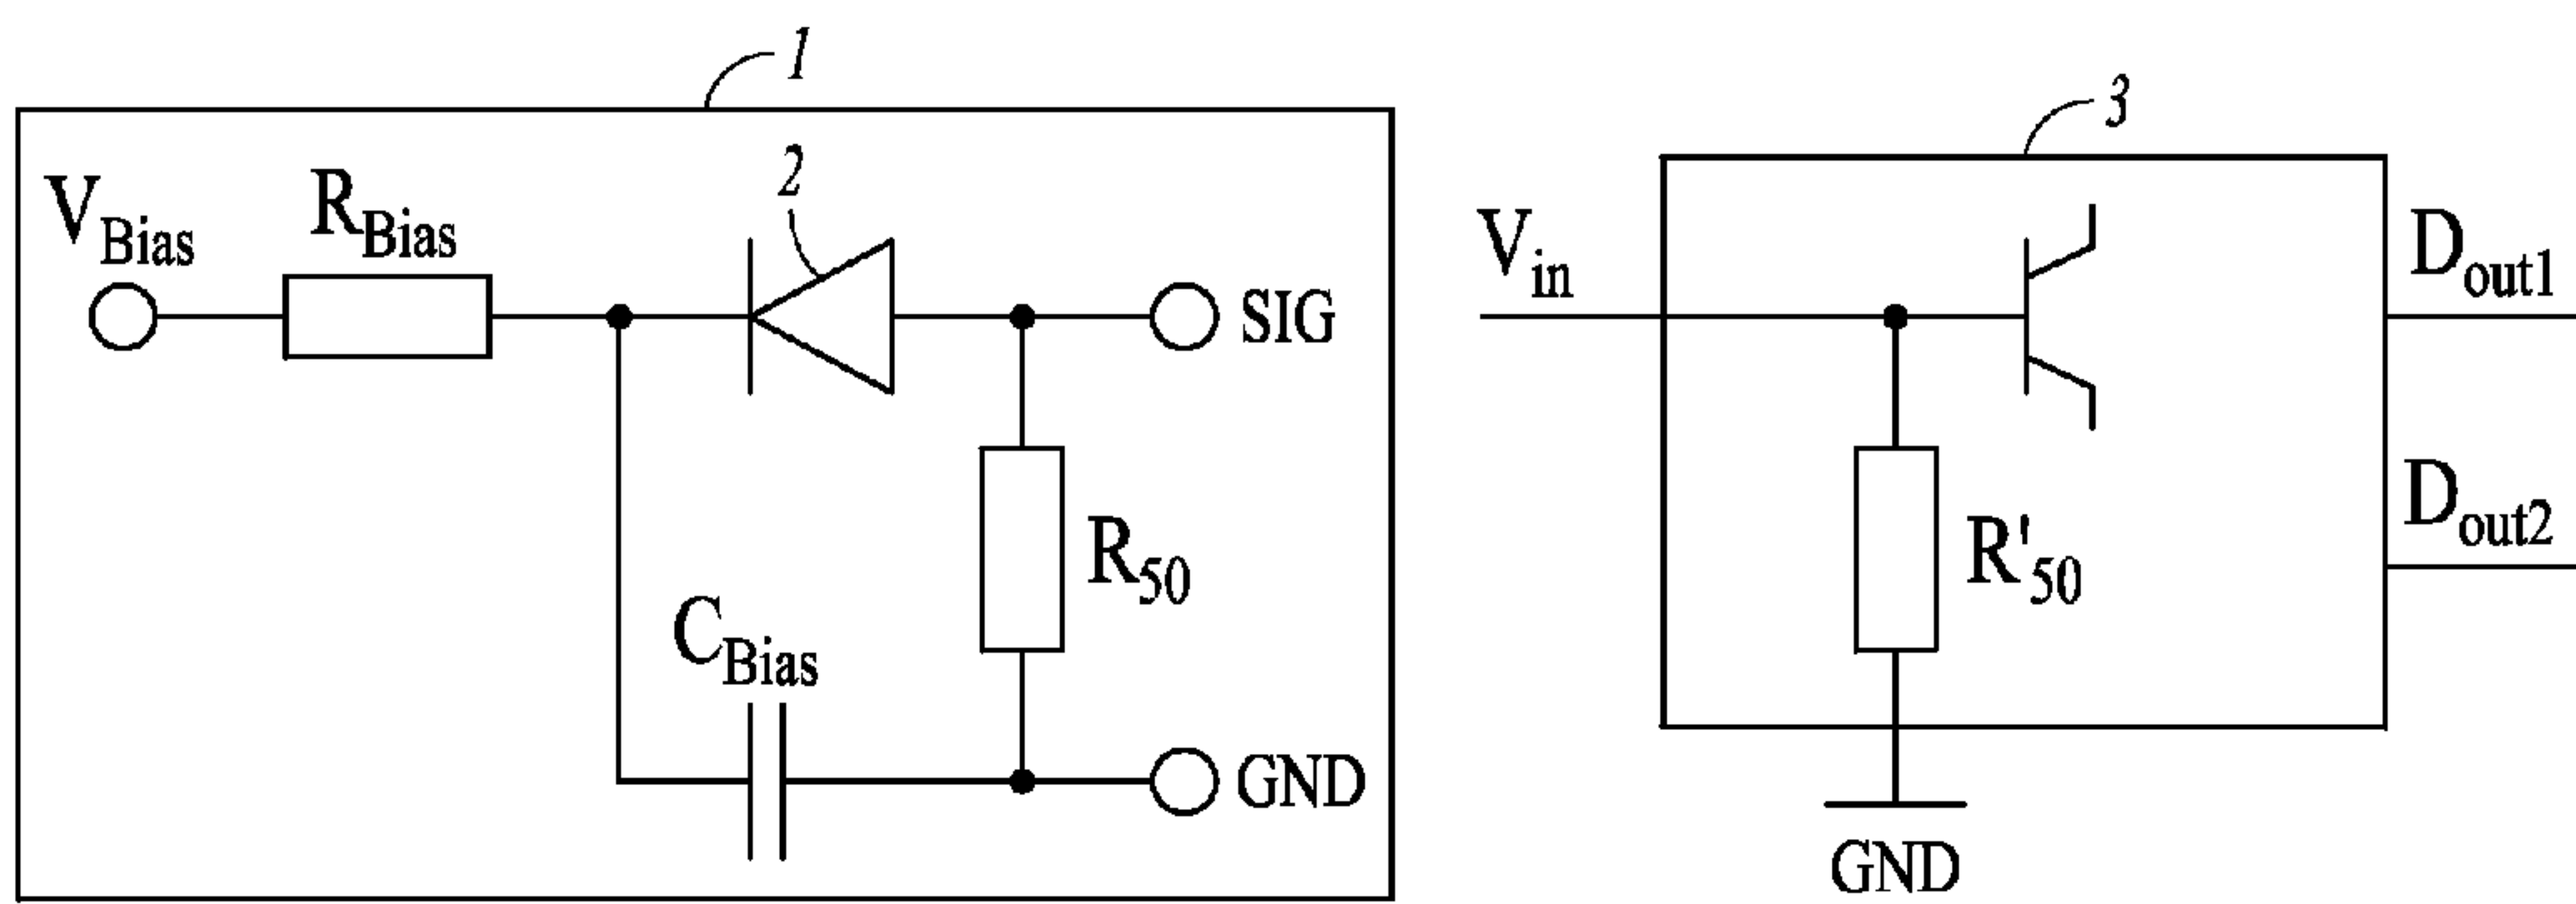 1
3
2
V_Bias
R_Bias
SIG
V_in
D_out1
D_out2
R_50
R'_50
C_Bias
GND
GND